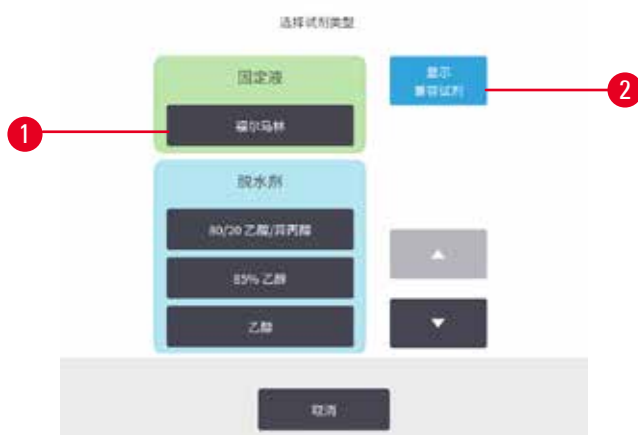 选择试剂类型
固定液
显示
兼容试剂
2
1
福尔马林
脱水剂
80/20 乙醇/异丙醇
85% 乙醇
乙醇
取消